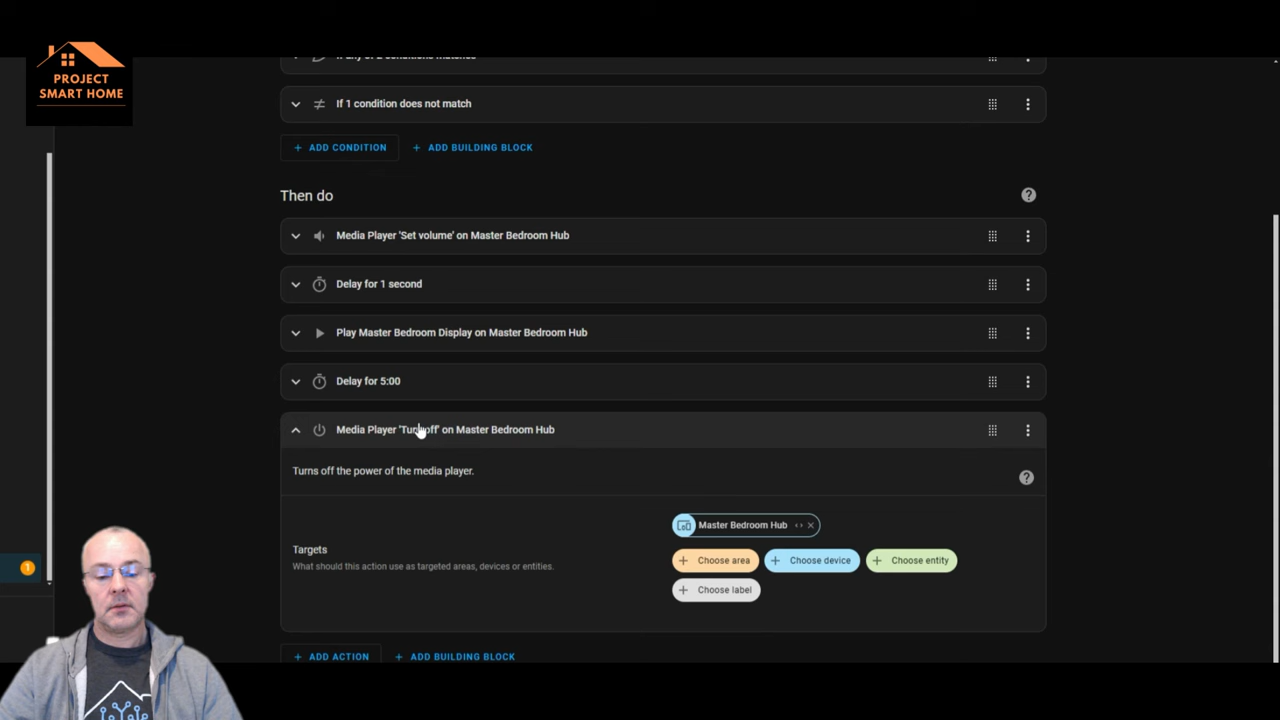 PROJECT
SMART HOME
If 1 condition does not match
ADD CONDITION
ADD BUILDING BLOCK
Then do
Media Player 'Set volume' on Master Bedroom Hub
Delay for 1 second
Play Master Bedroom Display on Master Bedroom Hub
Delay for 5:00
Media Player 'Turn off' on Master Bedroom Hub
Turns off the power of the media player.
Master Bedroom Hub
Targets
What should this action use as targeted areas, devices or entities.
Choose area
Choose device
Choose entity
Choose label
1
ADD ACTION
ADD BUILDING BLOCK